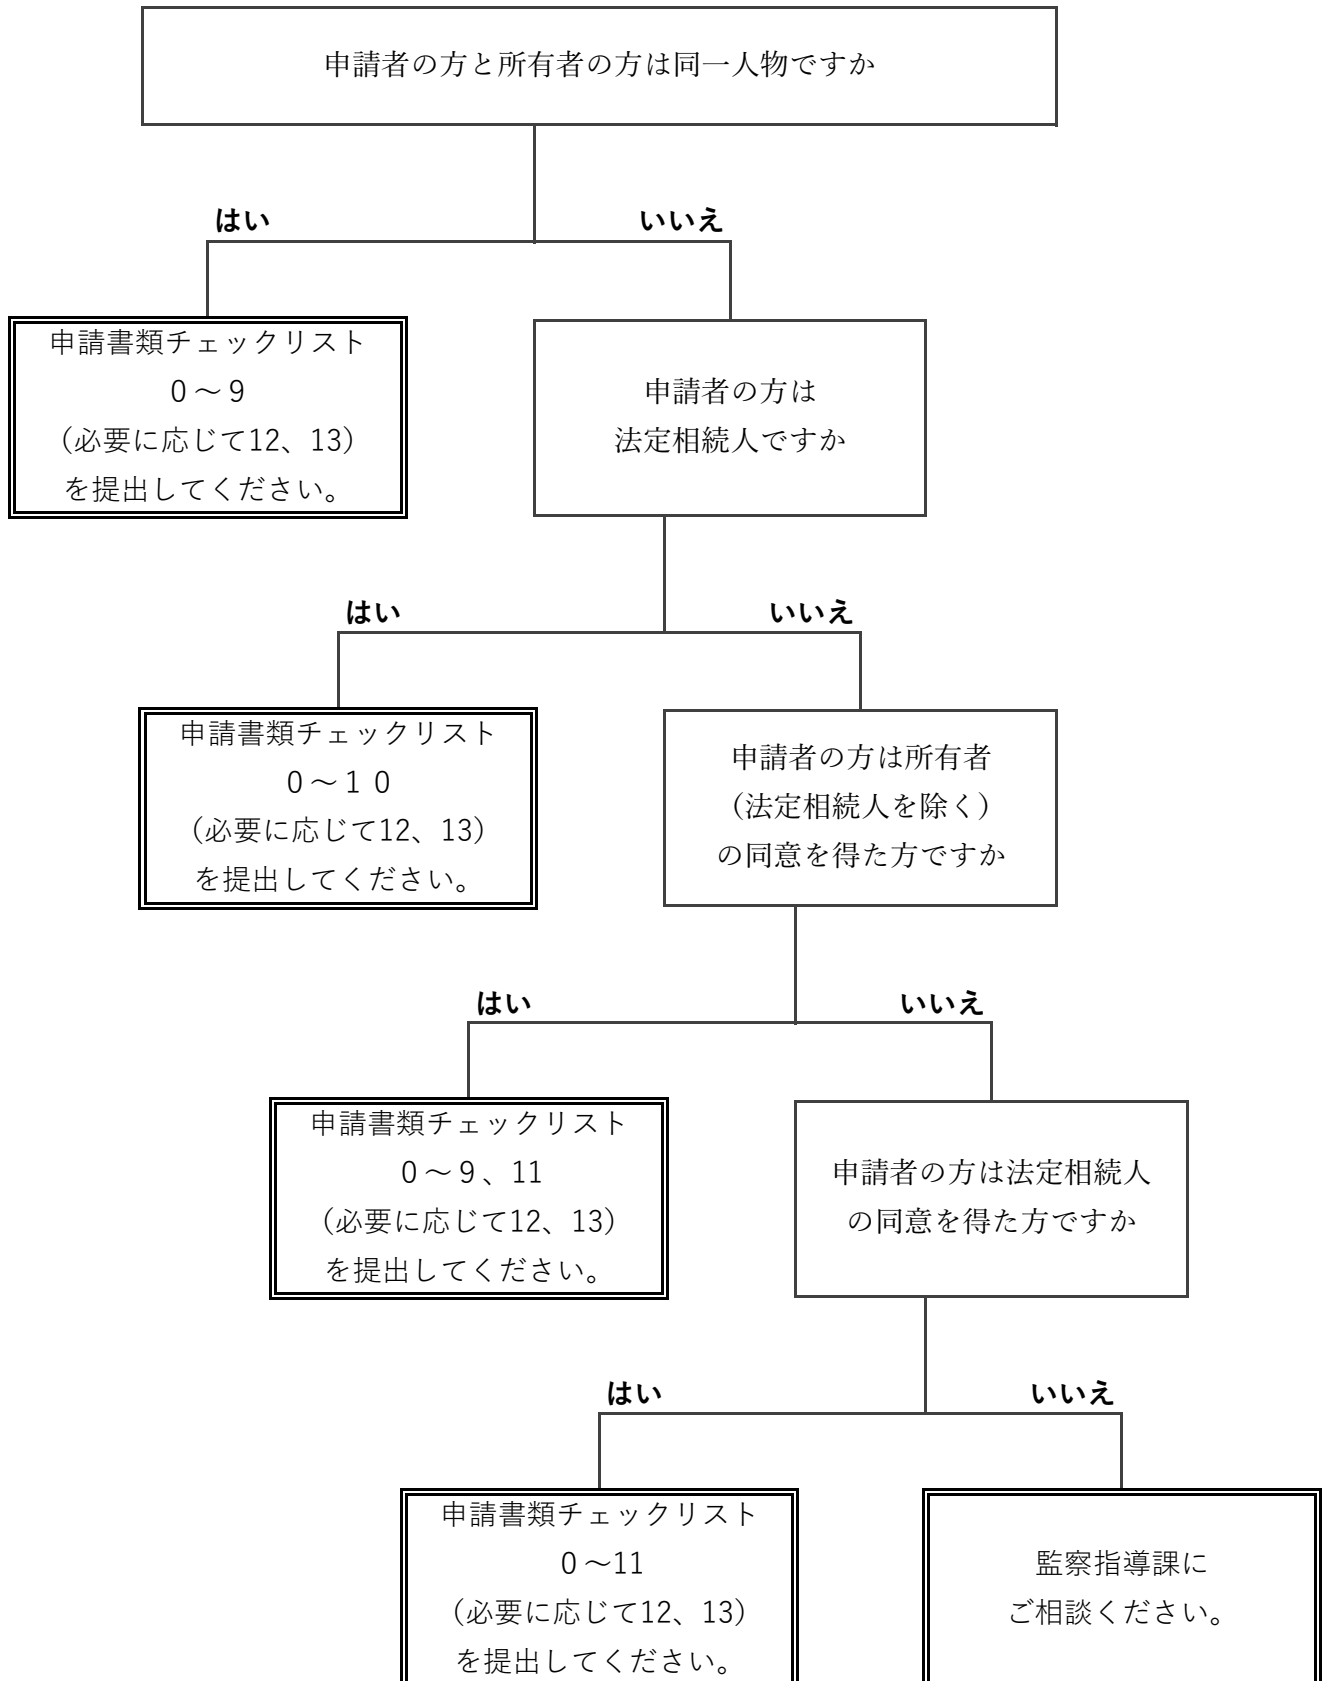 申請者の方と所有者の方は同一人物ですか
はい
いいえ
申請書類チェックリスト
０～９
（必要に応じて12、13）
を提出してください。
申請者の方は
法定相続人ですか
はい
いいえ
申請書類チェックリスト
０～１０
（必要に応じて12、13）
を提出してください。
申請者の方は所有者
（法定相続人を除く）
の同意を得た方ですか
はい
いいえ
申請書類チェックリスト
０～９、11
（必要に応じて12、13）
を提出してください。
申請者の方は法定相続人
の同意を得た方ですか
はい
いいえ
申請書類チェックリスト
０～11
（必要に応じて12、13）
を提出してください。
監察指導課に
ご相談ください。